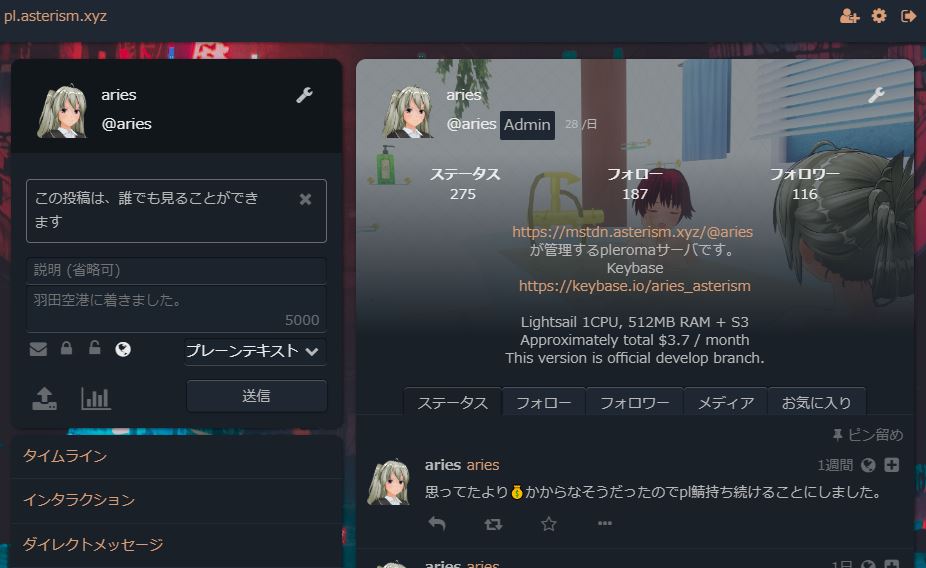 pl.asterism.xyz
aries
@aries
この投稿は、誰でも見ることができ
ます
説明 (省略可)
羽田空港に着きました。
5000
プレーンテキスト
送信
タイムライン
インタラクション
ダイレクトメッセージ
aries
@aries Admin 28 /日
ステータス フォロー フォロワー
275 187 116
https://mstdn.asterism.xyz/@aries
が管理するpleromaサーバです。
Keybase
https://keybase.io/aries_asterism
Lightsail 1CPU, 512MB RAM + S3
Approximately total $3.7 / month
This version is official develop branch.
ステータス フォロー フォロワー メディア お気に入り
ピン留め
aries aries 1週間
思ってたより💰かからなそうだったのでpl鯖持ち続けることにしました。
aries aries 1日